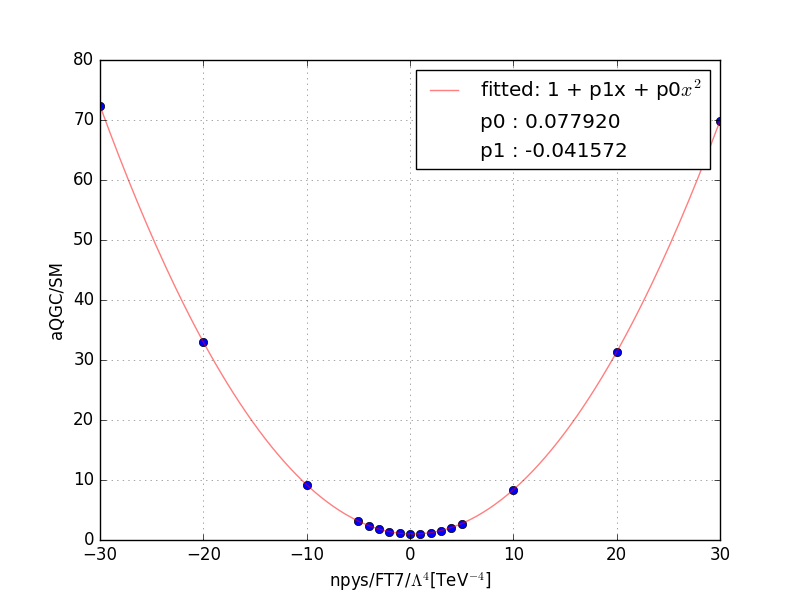 80
70
60
50
40
30
20
10
0
aQGC/SM
fitted: 1 + p1x + p0x²
p0 : 0.077920
p1 : -0.041572
−30 −20 −10 0 10 20 30
npys/FT7/Λ⁴[TeV⁻⁴]